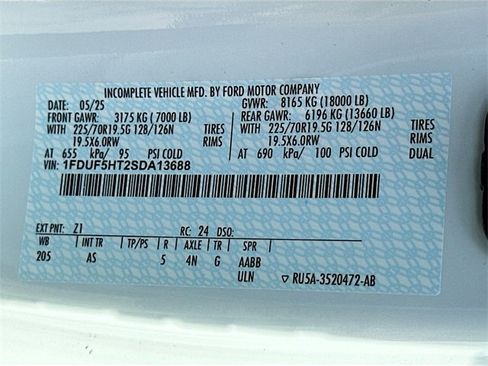 INCOMPLETE VEHICLE MFD. BY FORD MOTOR COMPANY
DATE: 05/25 GVWR: 8165 KG (18000 LB)
FRONT GAWR: 3175 KG (7000 LB) REAR GAWR: 6196 KG (13660 LB)
WITH 225/70R19.5G 128/126N TIRES WITH 225/70R19.5G 128/126N TIRES
19.5X6.0RW RIMS 19.5X6.0RW RIMS
AT 655 kPa/ 95 PSI COLD AT 690 kPa/ 100 PSI COLD DUAL
VIN: 1FDUF5HT2SDA13688
EXT PNT: Z1 RC: 24 DSO:
WB INT TR TP/PS R AXLE TR SPR
205 AS 5 4N G AABB
ULN RU5A-3520472-AB